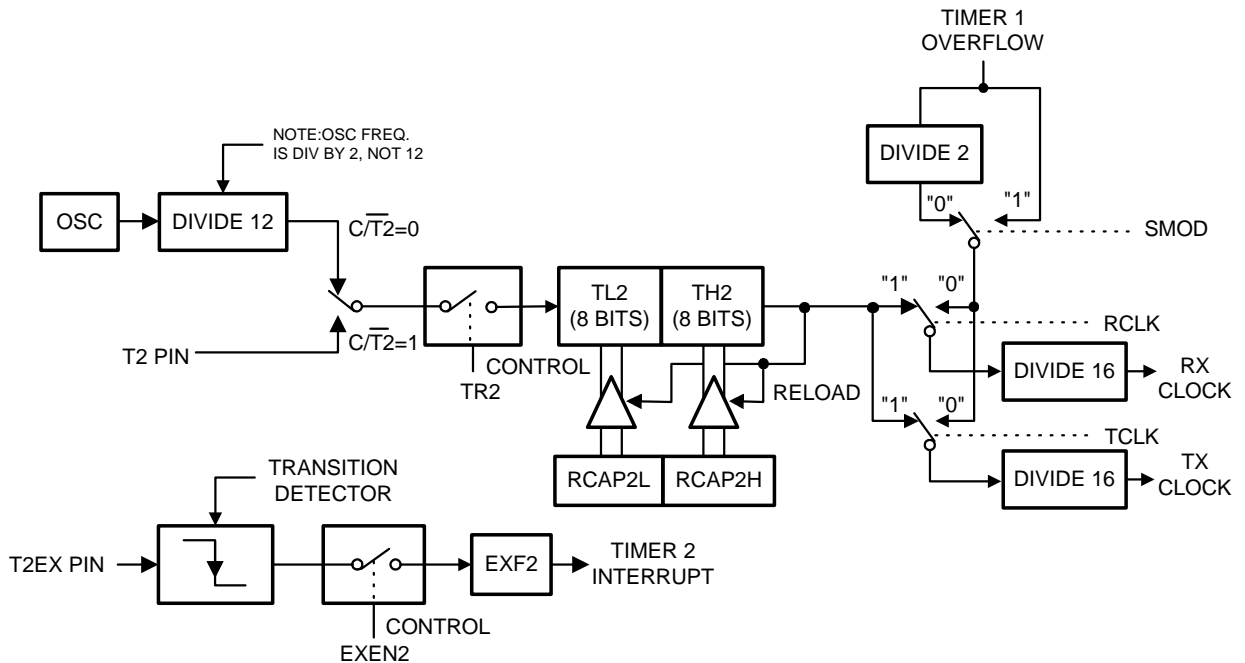 TIMER 1
OVERFLOW
NOTE:OSC FREQ.
IS DIV BY 2, NOT 12
DIVIDE 2
"0"
"1"
SMOD
OSC
DIVIDE 12
C/T̅2̅=0
TL2
(8 BITS)
TH2
(8 BITS)
"1"
"0"
RCLK
T2 PIN
C/T̅2̅=1
CONTROL
TR2
RELOAD
DIVIDE 16
RX
CLOCK
"1"
"0"
TCLK
RCAP2L
RCAP2H
DIVIDE 16
TX
CLOCK
TRANSITION
DETECTOR
T2EX PIN
EXF2
TIMER 2
INTERRUPT
CONTROL
EXEN2